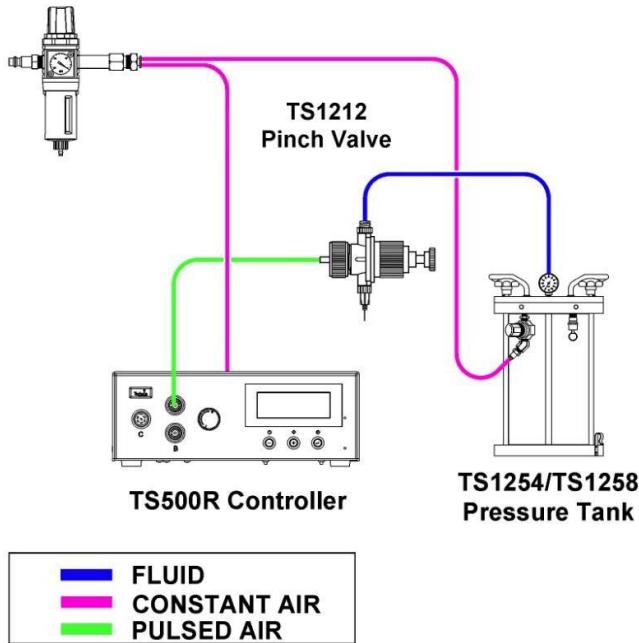 TS1212
Pinch Valve
C
B
TS500R Controller
TS1254/TS1258
Pressure Tank
FLUID
CONSTANT AIR
PULSED AIR